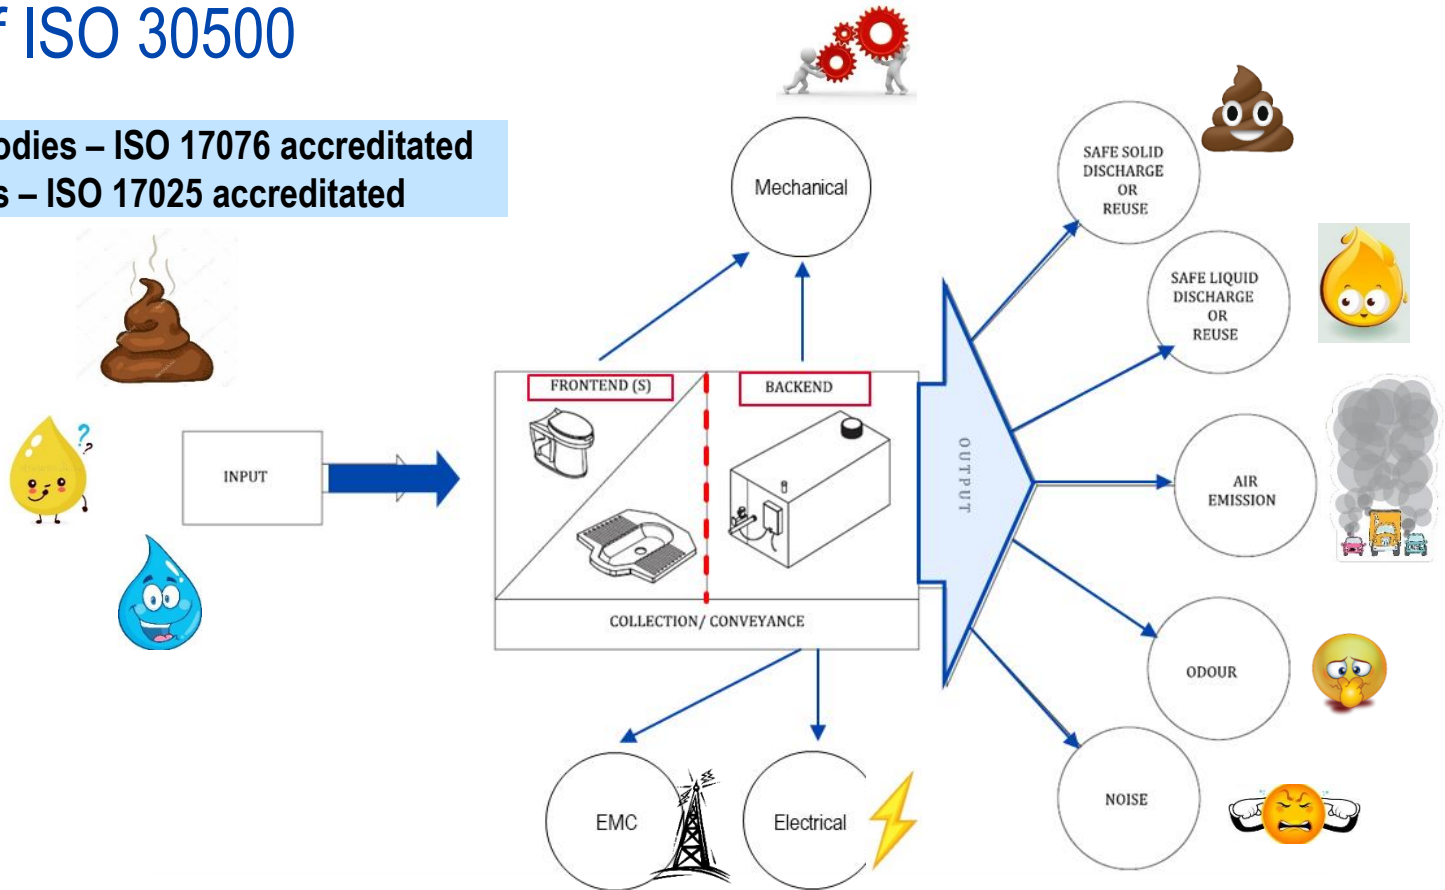 f ISO 30500
odies – ISO 17076 accreditated
s – ISO 17025 accreditated
Mechanical
SAFE SOLID
DISCHARGE
OR
REUSE
SAFE LIQUID
DISCHARGE
OR
REUSE
FRONTEND (S)
BACKEND
INPUT
OUTPUT
AIR
EMISSION
COLLECTION/ CONVEYANCE
ODOUR
NOISE
EMC
Electrical
??